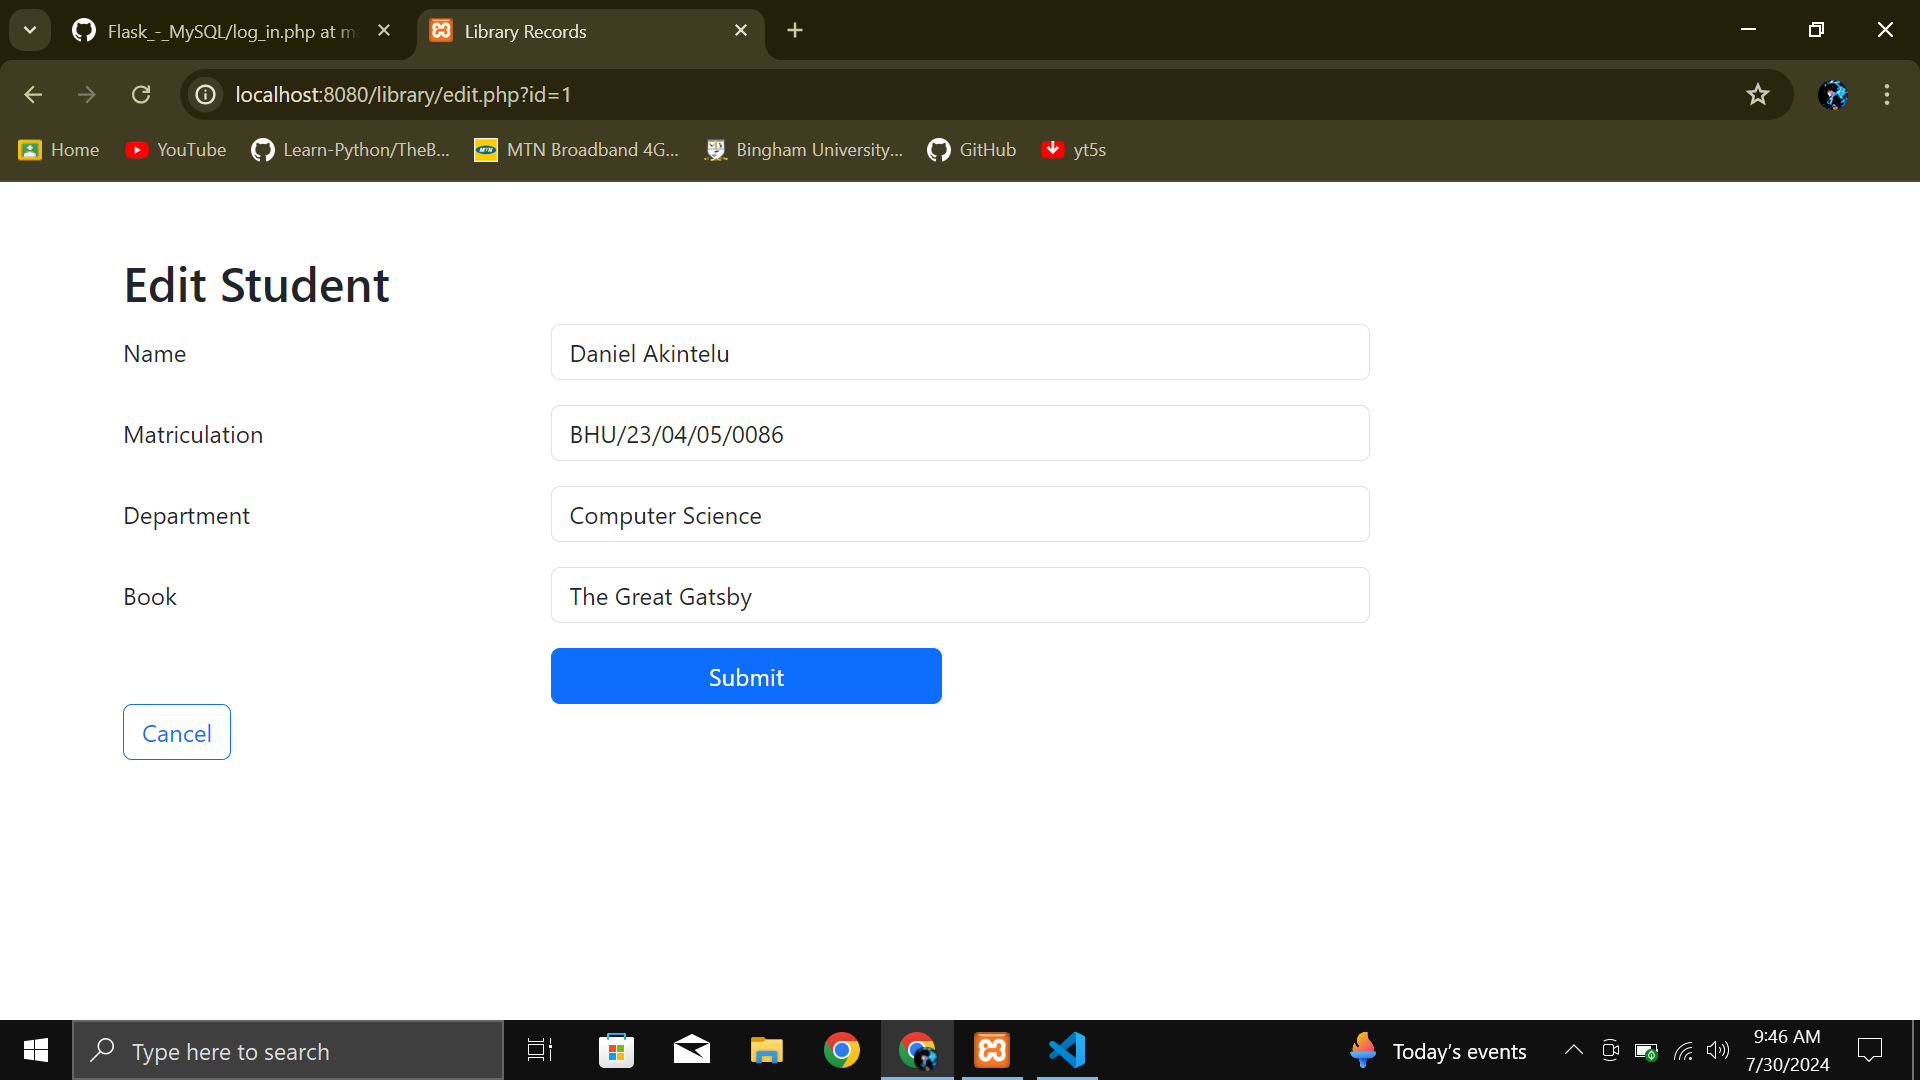 Flask_-_MySQL/log_in.php at ma
Library Records
localhost:8080/library/edit.php?id=1
Home
YouTube
Learn-Python/TheB...
MTN Broadband 4G...
Bingham University...
GitHub
yt5s
Edit Student
Name
Daniel Akintelu
Matriculation
BHU/23/04/05/0086
Department
Computer Science
Book
The Great Gatsby
Submit
Cancel
Type here to search
Today's events
9:46 AM
7/30/2024